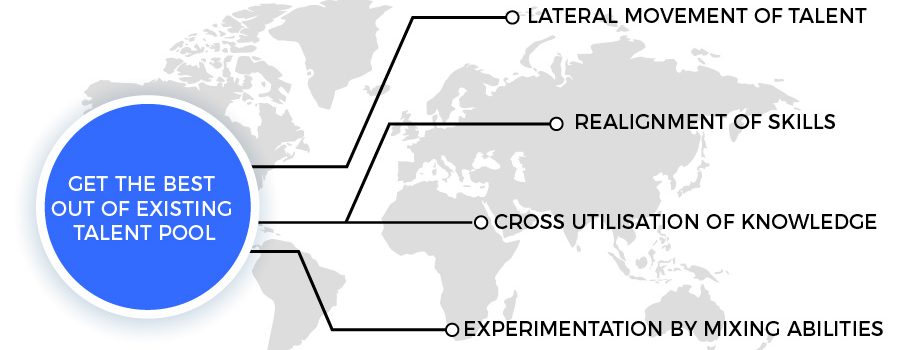 LATERAL MOVEMENT OF TALENT
REALIGNMENT OF SKILLS
GET THE BEST
OUT OF EXISTING
TALENT POOL
CROSS UTILISATION OF KNOWLEDGE
EXPERIMENTATION BY MIXING ABILITIES